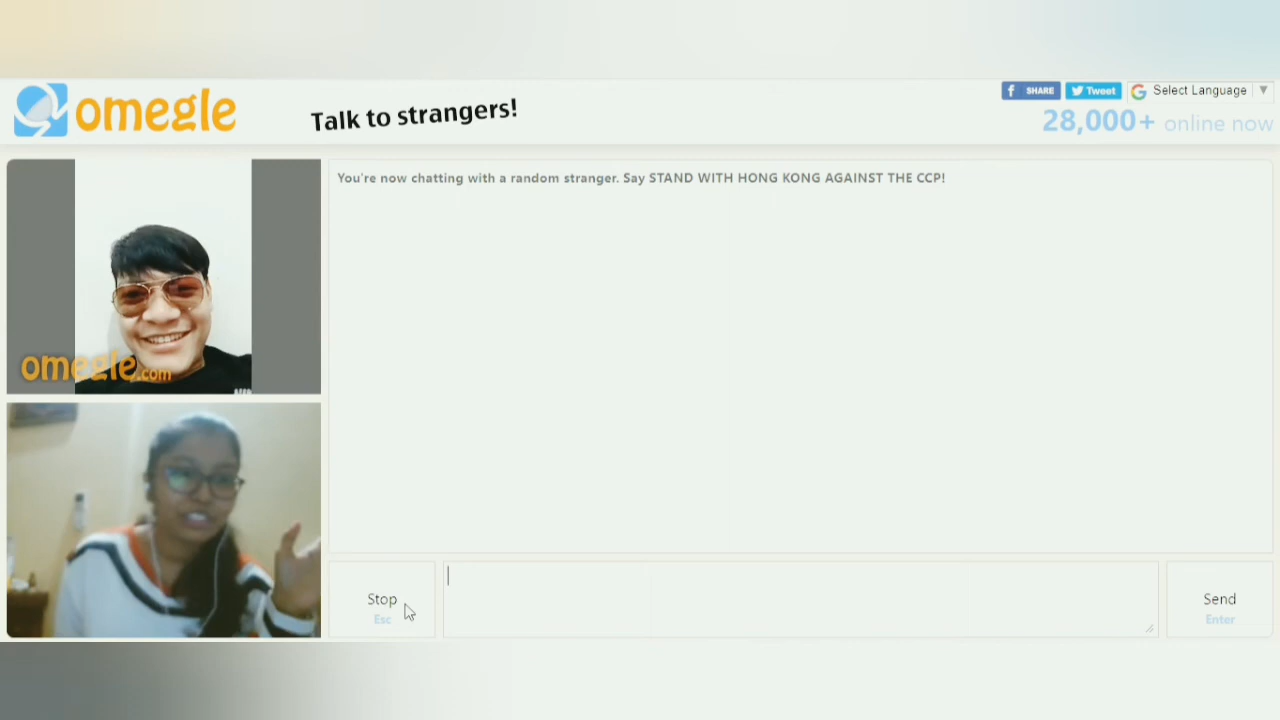 omegle
Talk to strangers!
SHARE
Tweet
Select Language
28,000+ online now
You're now chatting with a random stranger. Say STAND WITH HONG KONG AGAINST THE CCP!
omegle.com
Stop
Esc
Send
Enter